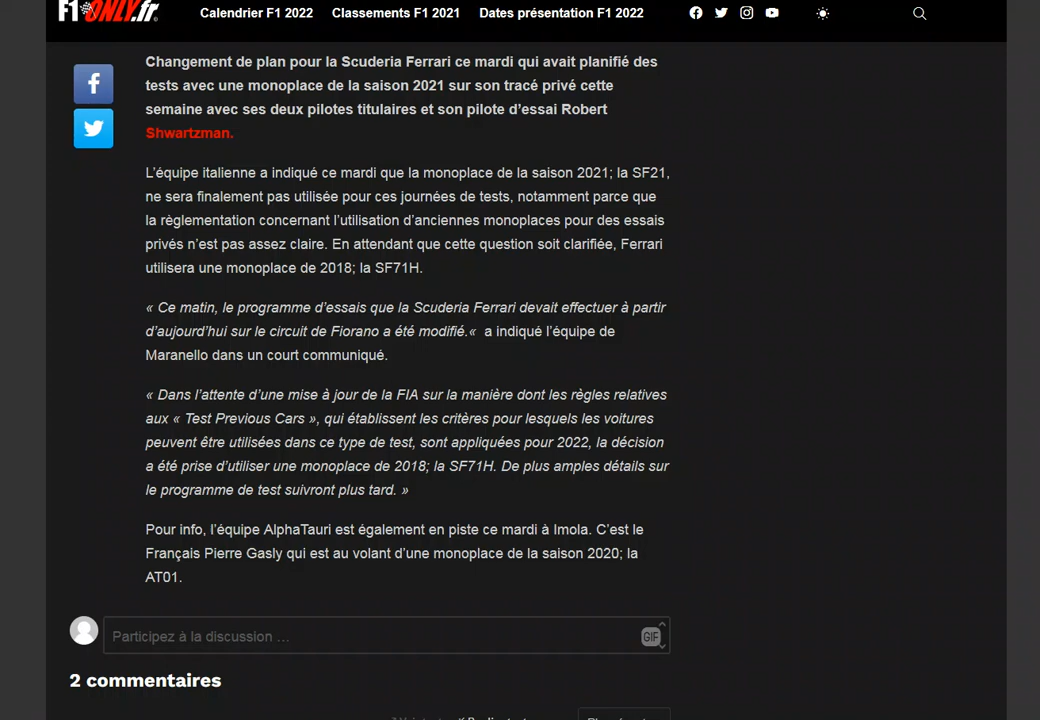 F1ONLY.fr
Calendrier F1 2022 Classements F1 2021 Dates présentation F1 2022
Changement de plan pour la Scuderia Ferrari ce mardi qui avait planifié des
tests avec une monoplace de la saison 2021 sur son tracé privé cette
semaine avec ses deux pilotes titulaires et son pilote d’essai Robert
Shwartzman.
L’équipe italienne a indiqué ce mardi que la monoplace de la saison 2021; la SF21,
ne sera finalement pas utilisée pour ces journées de tests, notamment parce que
la règlementation concernant l’utilisation d’anciennes monoplaces pour des essais
privés n’est pas assez claire. En attendant que cette question soit clarifiée, Ferrari
utilisera une monoplace de 2018; la SF71H.
« Ce matin, le programme d’essais que la Scuderia Ferrari devait effectuer à partir
d’aujourd’hui sur le circuit de Fiorano a été modifié.« a indiqué l’équipe de
Maranello dans un court communiqué.
« Dans l’attente d’une mise à jour de la FIA sur la manière dont les règles relatives
aux « Test Previous Cars », qui établissent les critères pour lesquels les voitures
peuvent être utilisées dans ce type de test, sont appliquées pour 2022, la décision
a été prise d’utiliser une monoplace de 2018; la SF71H. De plus amples détails sur
le programme de test suivront plus tard. »
Pour info, l’équipe AlphaTauri est également en piste ce mardi à Imola. C’est le
Français Pierre Gasly qui est au volant d’une monoplace de la saison 2020; la
AT01.
Participez à la discussion …
GIF
2 commentaires